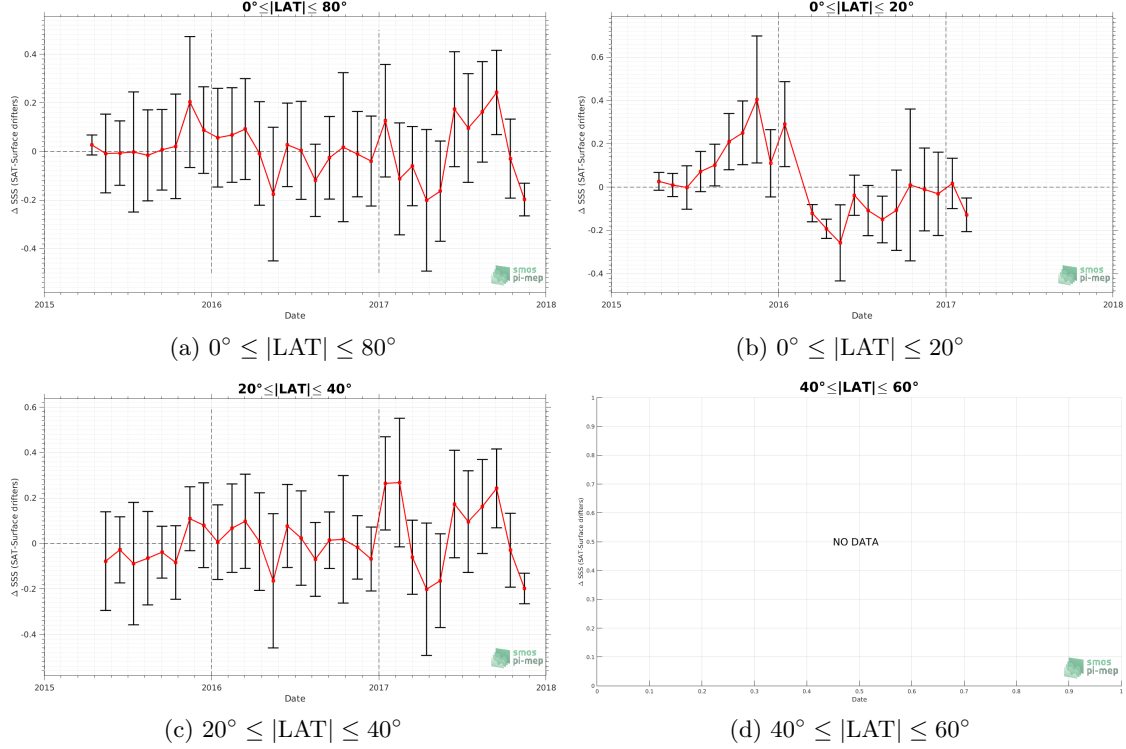 0°≤|LAT|≤ 80°
Δ SSS (SAT-Surface drifters)
0.4
0.2
0
-0.2
-0.4
2015 2016 2017 2018
Date
smos
pi-mep
(a) 0° ≤ |LAT| ≤ 80°
0°≤|LAT|≤ 20°
Δ SSS (SAT-Surface drifters)
0.6
0.4
0.2
0
-0.2
-0.4
2015 2016 2017 2018
Date
smos
pi-mep
(b) 0° ≤ |LAT| ≤ 20°
20°≤|LAT|≤ 40°
Δ SSS (SAT-Surface drifters)
0.6
0.4
0.2
0
-0.2
-0.4
2015 2016 2017 2018
Date
smos
pi-mep
(c) 20° ≤ |LAT| ≤ 40°
40°≤|LAT|≤ 60°
Δ SSS (SAT-Surface drifters)
1
0.9
0.8
0.7
0.6
0.5
0.4
0.3
0.2
0.1
0
NO DATA
0 0.1 0.2 0.3 0.4 0.5 0.6 0.7 0.8 0.9 1
Date
smos
pi-mep
(d) 40° ≤ |LAT| ≤ 60°